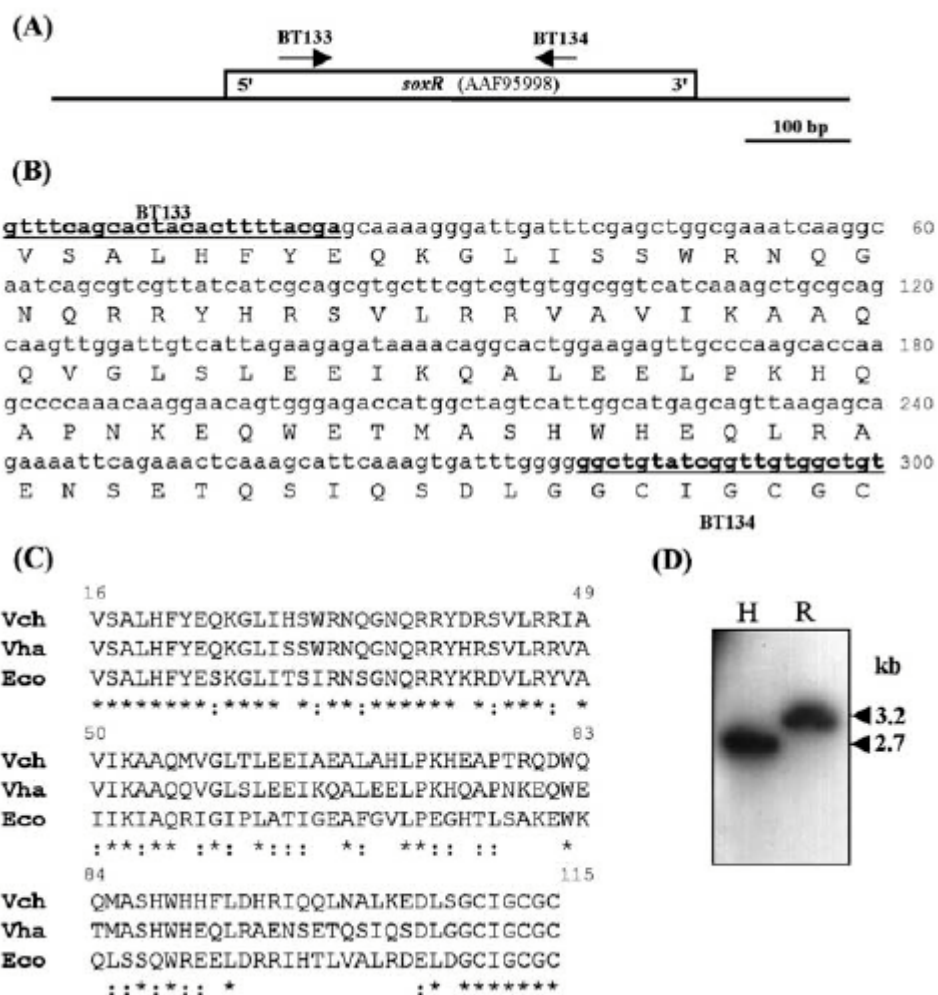 (A)
BT133 BT134
5' soxR (AAF95998) 3'
100 bp
(B)
BT133
gtttcagcactacacttttacgagcaaaagggattgatttcgagctggcgaaatcaaggc 60
V S A L H F Y E Q K G L I S S W R N Q G
aatcagcgtcgttatcatcgcagcgtgcttcgtcgtgtggcggtcatcaaagctgcgcag 120
N Q R R Y H R S V L R R V A V I K A A Q
caagttggattgtcattagaagagataaaacaggcactggaagagttgcccaagcaccaa 180
Q V G L S L E E I K Q A L E E L P K H Q
gccccaaacaaggaacagtgggagaccatggctagtcattggcatgagcagttaagagca 240
A P N K E Q W E T M A S H W H E Q L R A
gaaaattcagaaactcaaagcattcaaagtgatttgggggggctgtatcggttgtggctgt 300
E N S E T Q S I Q S D L G G C I G C G C
BT134
(C)
16 49
Vch VSALHFYEQKGLIHSWRNQGNQRRYDRSVLRRIA
Vha VSALHFYEQKGLISSWRNQGNQRRYHRSVLRRVA
Eco VSALHFYESKGLITSIRNSGNQRRYKRDVLRYVA
********:**** *:**:****** *:***:*
50 83
Vch VIKAAQMVGLTLEEIAEALAHLPKHEAPTRQDWQ
Vha VIKAAQQVGLSLEEIKQALEELPKHQAPNKEQWE
Eco IIKIAQRIGIPLATIGEAFGVLPEGHTLSAKEWK
:**:** :*: *::: *: **:: :: *
84 115
Vch QMASHWHHFLDHRIQQLNALKEDLSGCIGCGC
Vha TMASHWHEQLRAENSETQSIQSDLGGCIGCGC
Eco QLSSQWREELDRRIHTLVALRDELDGCIGCGC
::*:*:: * :* *******
(D)
H R
kb
3.2
2.7